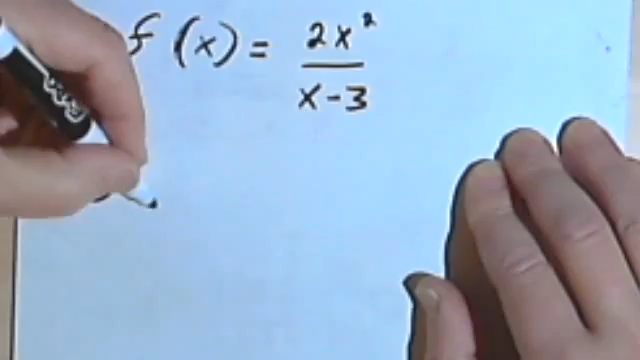 f(x) = 2x²
x-3